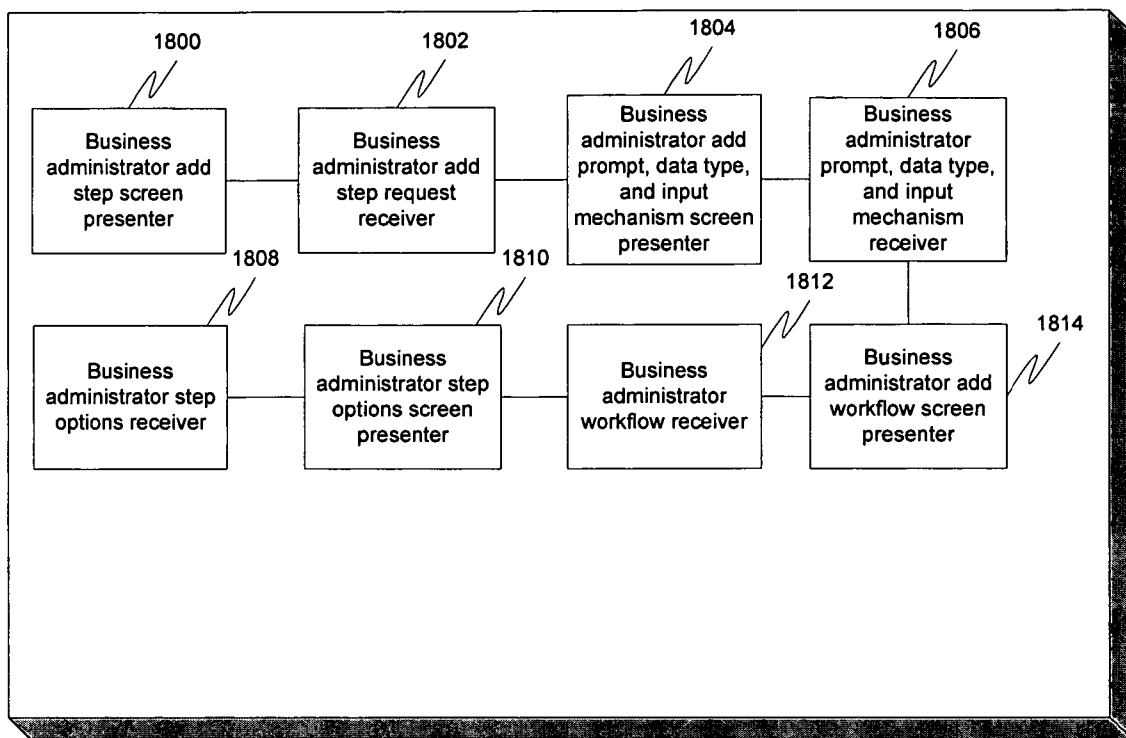 1800
1802
1804
1806
Business
administrator add
step screen
presenter
Business
administrator add
step request
receiver
Business
administrator add
prompt, data type,
and input
mechanism screen
presenter
Business
administrator
prompt, data type,
and input
mechanism
receiver
1808
1810
1812
1814
Business
administrator step
options receiver
Business
administrator step
options screen
presenter
Business
administrator
workflow receiver
Business
administrator add
workflow screen
presenter